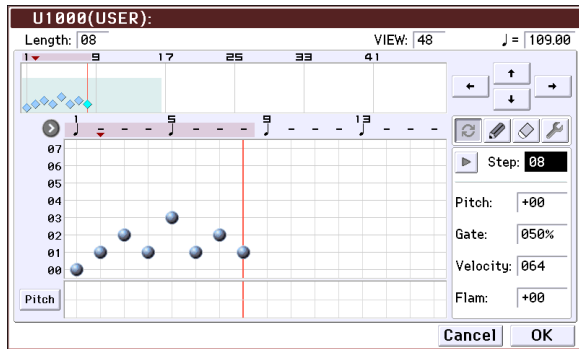 U1000(USER):
Length: 08 VIEW: 48 ♩= 109.00
1 9 17 25 33 41
1 5 9 13
07
06
05
04
03
02
01
00
Step: 08
Pitch: +00
Gate: 050%
Velocity: 064
Flam: +00
Pitch
Cancel OK